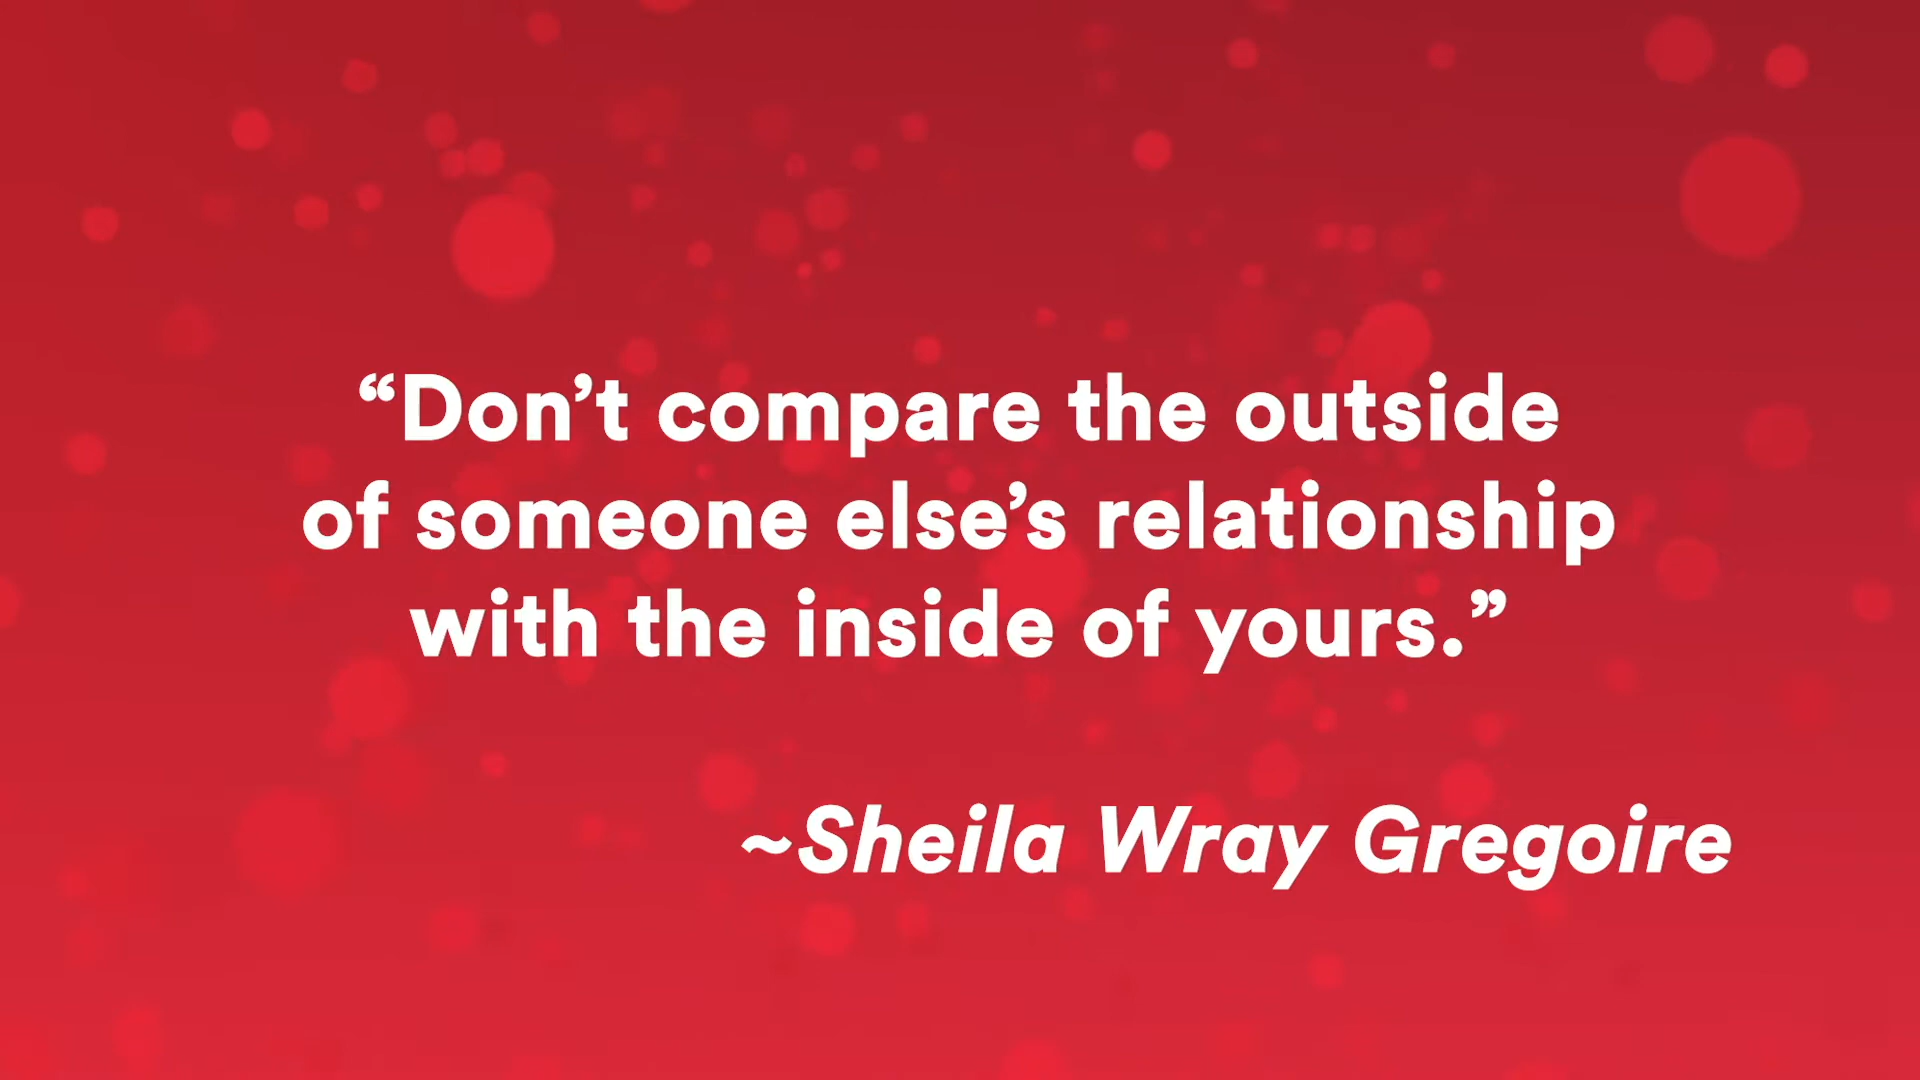 “Don’t compare the outside
of someone else’s relationship
with the inside of yours.”
~Sheila Wray Gregoire